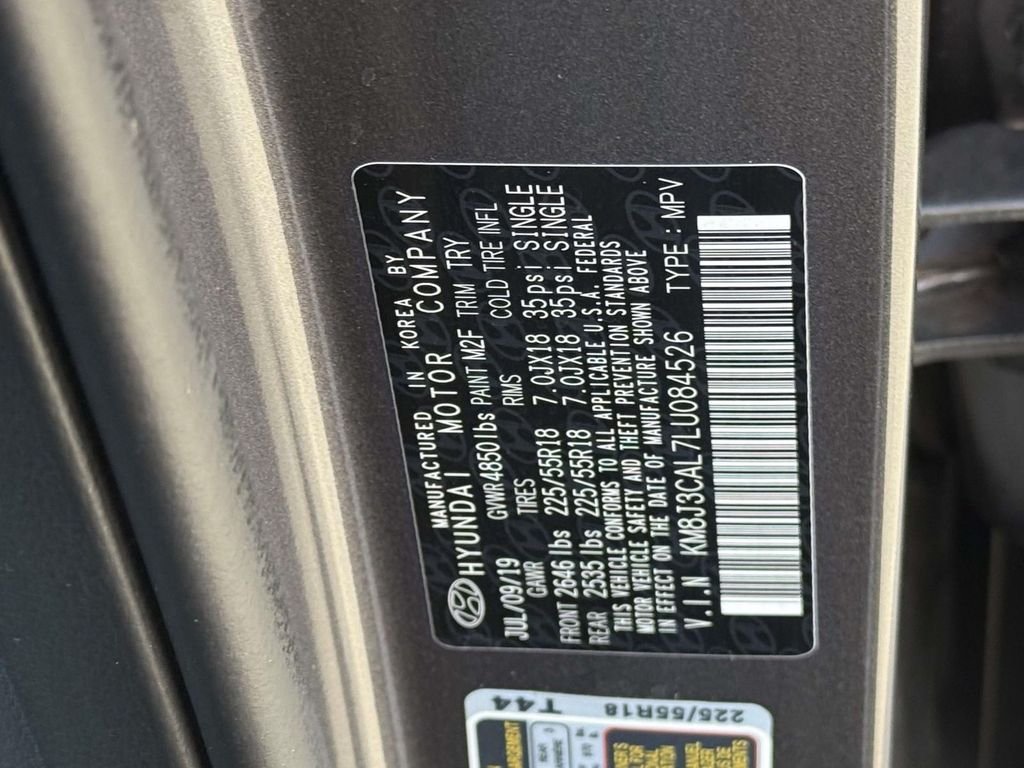 MANUFACTURED IN KOREA BY
HYUNDAI MOTOR COMPANY
JUL/09/19 GVWR 4850 lbs PAINT M2F TRIM TRY
GAWR TIRES RIMS COLD TIRE INFL
FRONT 2646 lbs 225/55R18 7.0JX18 35psi SINGLE
REAR 2535 lbs 225/55R18 7.0JX18 35psi SINGLE
THIS VEHICLE CONFORMS TO ALL APPLICABLE U.S.A. FEDERAL
MOTOR VEHICLE SAFETY AND THEFT PREVENTION STANDARDS
IN EFFECT ON THE DATE OF MANUFACTURE SHOWN ABOVE
V.I.N KM8J3CAL7LU084526 TYPE : MPV
T44
225/55R18